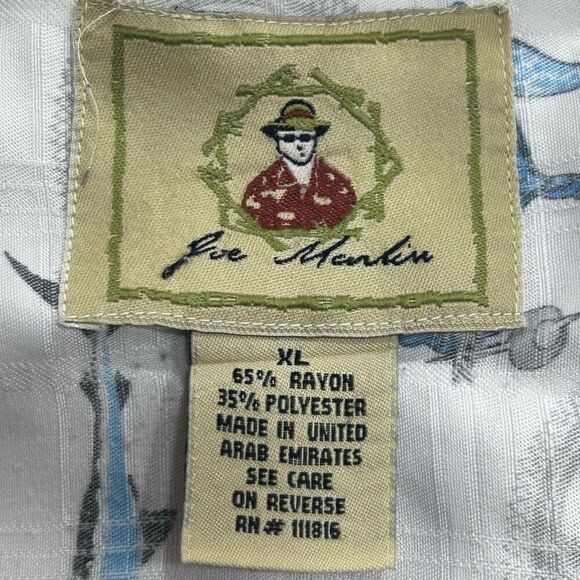 Joe Marlin
XL
65% RAYON
35% POLYESTER
MADE IN UNITED
ARAB EMIRATES
SEE CARE
ON REVERSE
RN# 111816